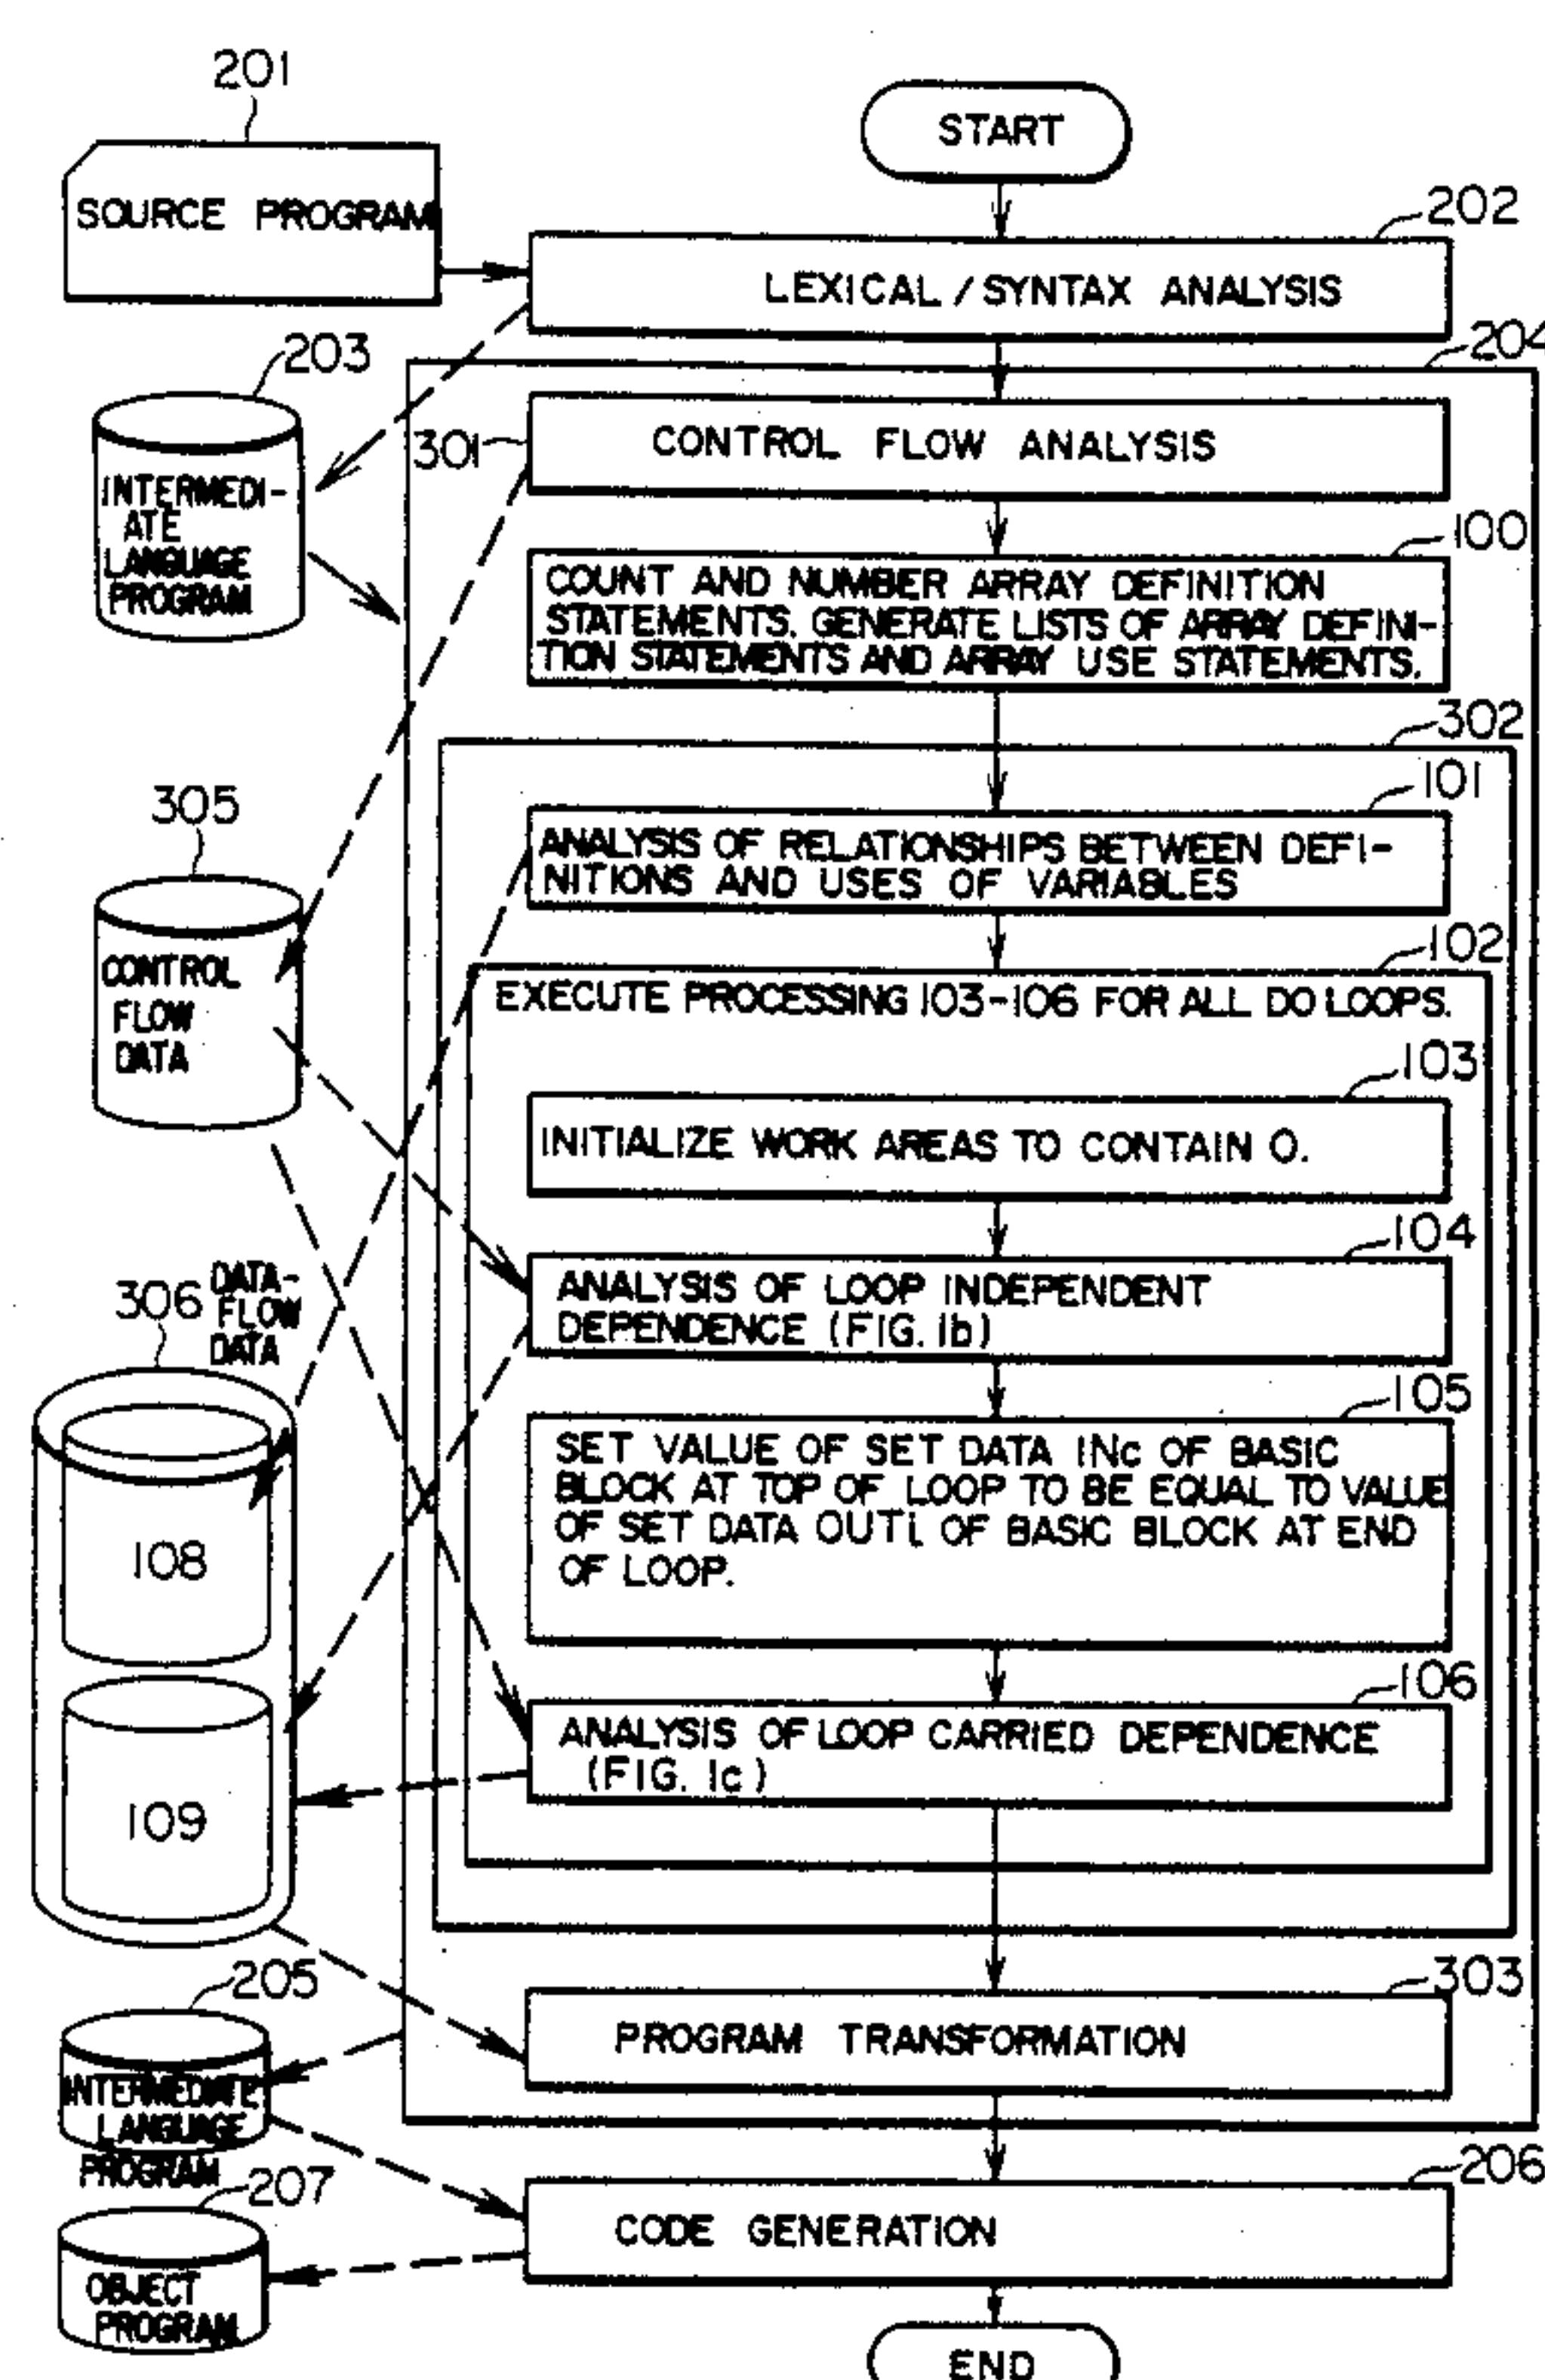 201
START
SOURCE PROGRAM
202
LEXICAL / SYNTAX ANALYSIS
204
203
301
CONTROL FLOW ANALYSIS
INTERMEDI-
ATE
LANGUAGE
PROGRAM
100
COUNT AND NUMBER ARRAY DEFINITION
STATEMENTS. GENERATE LISTS OF ARRAY DEFINI-
TION STATEMENTS AND ARRAY USE STATEMENTS.
302
101
305
ANALYSIS OF RELATIONSHIPS BETWEEN DEFI-
NITIONS AND USES OF VARIABLES
102
CONTROL
FLOW
DATA
EXECUTE PROCESSING 103-106 FOR ALL DO LOOPS.
103
INITIALIZE WORK AREAS TO CONTAIN 0.
104
306
DATA-
FLOW
DATA
ANALYSIS OF LOOP INDEPENDENT
DEPENDENCE (FIG. 1b)
105
SET VALUE OF SET DATA INc OF BASIC
BLOCK AT TOP OF LOOP TO BE EQUAL TO VALUE
OF SET DATA OUTi OF BASIC BLOCK AT END
OF LOOP.
108
106
ANALYSIS OF LOOP CARRIED DEPENDENCE
(FIG. 1c)
109
205
303
PROGRAM TRANSFORMATION
INTERMEDIATE
LANGUAGE
PROGRAM
207
206
CODE GENERATION
OBJECT
PROGRAM
END